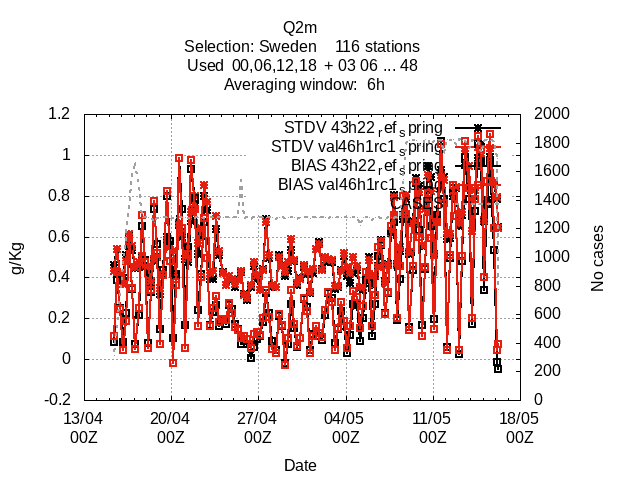 Q2m
Selection: Sweden    116 stations
Used  00,06,12,18  + 03 06 ... 48
Averaging window:  6h
g/Kg
No cases
1.2
1
0.8
0.6
0.4
0.2
0
-0.2
2000
1800
1600
1400
1200
1000
800
600
400
200
0
STDV 43h22_ref_spring
STDV val46h1rc1_spring
BIAS 43h22_ref_spring
BIAS val46h1rc1_spring
CASES
13/04 20/04 27/04 04/05 11/05 18/05
00Z 00Z 00Z 00Z 00Z 00Z
Date